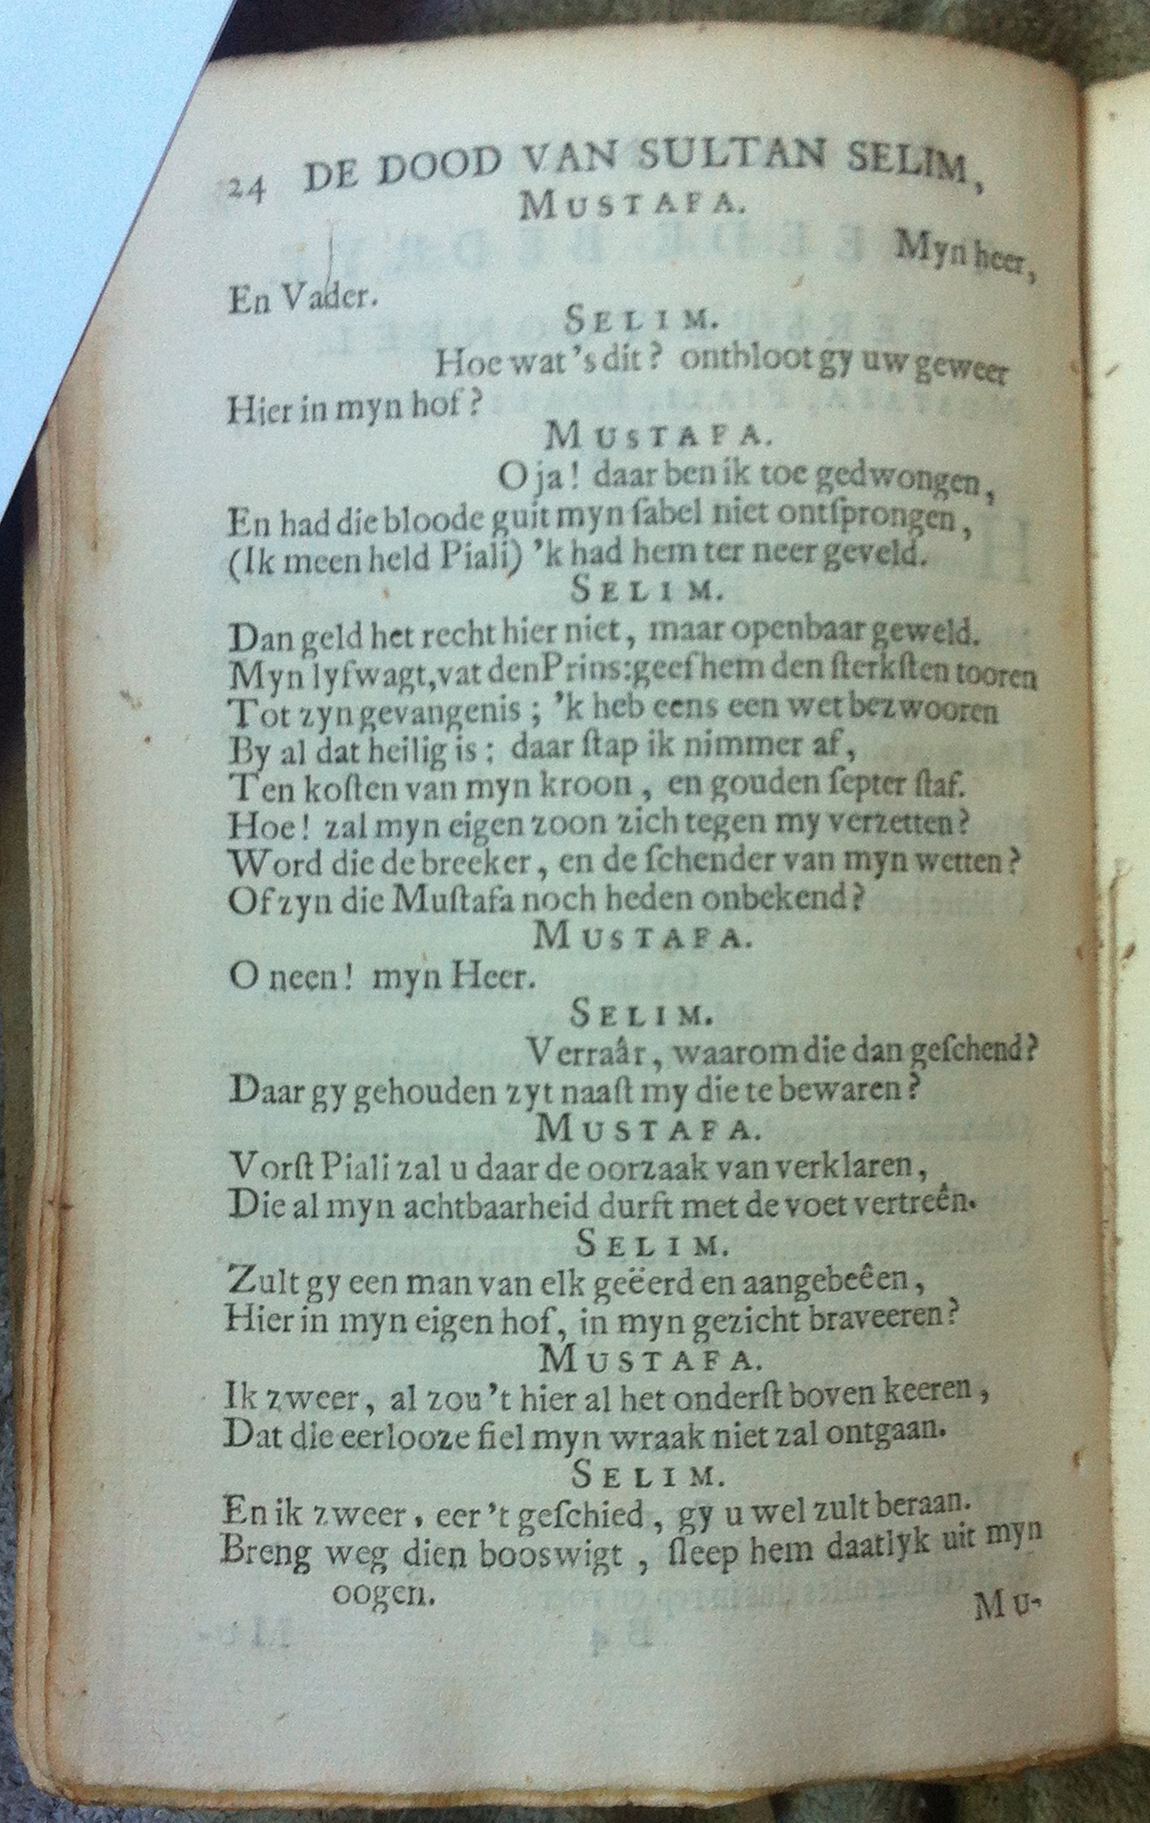 24 DE DOOD VAN SULTAN SELIM,
MUSTAFA.
Myn heer,
En Vader.
SELIM.
Hoe wat 's dit? ontbloot gy uw geweer
Hier in myn hof?
MUSTAFA.
O ja! daar ben ik toe gedwongen,
En had die bloode guit myn ſabel niet ontſprongen,
(Ik meen held Piali) 'k had hem ter neer geveld.
SELIM.
Dan geld het recht hier niet, maar openbaar geweld.
Myn lyfwagt, vat den Prins: geef hem den ſterkſten tooren
Tot zyn gevangenis; 'k heb eens een wet bezwooren
By al dat heilig is: daar ſtap ik nimmer af,
Ten koſten van myn kroon, en gouden ſepter ſtaf.
Hoe! zal myn eigen zoon zich tegen my verzetten?
Word die de breeker, en de ſchender van myn wetten?
Of zyn die Muſtafa noch heden onbekend?
MUSTAFA.
O neen! myn Heer.
SELIM.
Verraâr, waarom die dan geſchend?
Daar gy gehouden zyt naaſt my die te bewaren?
MUSTAFA.
Vorſt Piali zal u daar de oorzaak van verklaren,
Die al myn achtbaarheid durft met de voet vertreên.
SELIM.
Zult gy een man van elk geëerd en aangebeêen,
Hier in myn eigen hof, in myn gezicht braveeren?
MUSTAFA.
Ik zweer, al zou 't hier al het onderſt boven keeren,
Dat die eerlooze fiel myn wraak niet zal ontgaan.
SELIM.
En ik zweer, eer 't geſchied, gy u wel zult beraan.
Breng weg dien booswigt, ſleep hem daatlyk uit myn
oogen.
MU-